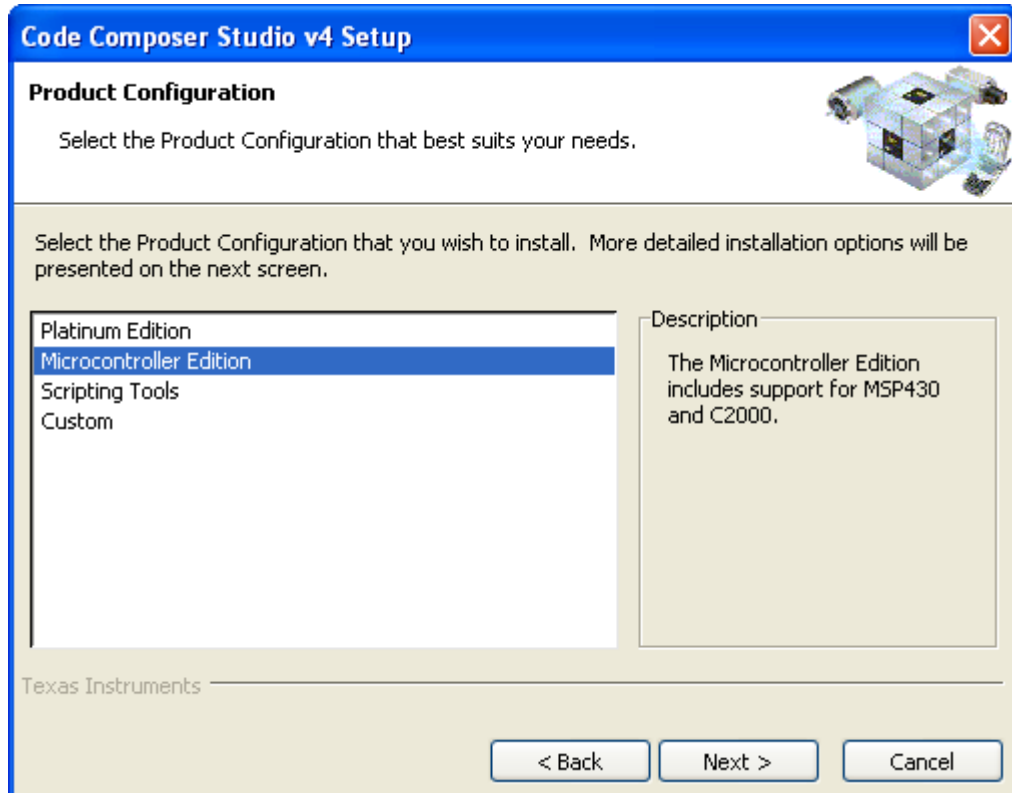 Code Composer Studio v4 Setup
Product Configuration
Select the Product Configuration that best suits your needs.
Select the Product Configuration that you wish to install.  More detailed installation options will be
presented on the next screen.
Platinum Edition
Microcontroller Edition
Scripting Tools
Custom
Description
The Microcontroller Edition
includes support for MSP430
and C2000.
Texas Instruments
< Back
Next >
Cancel